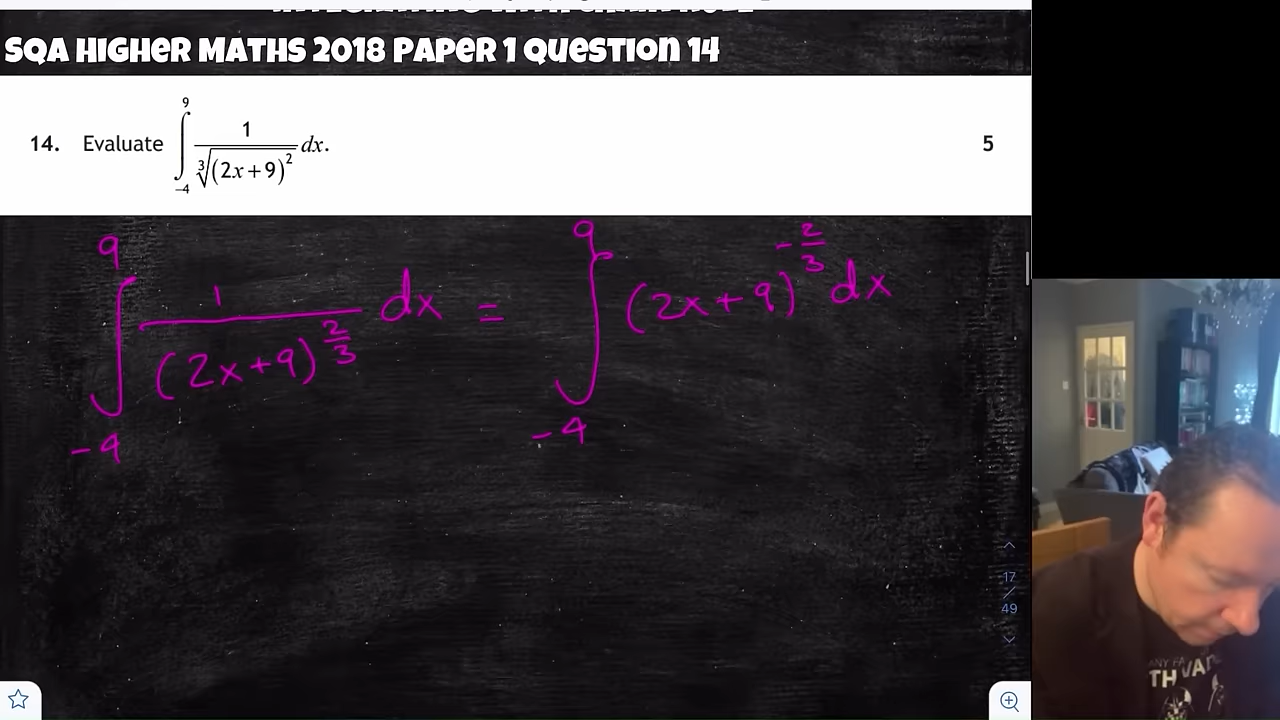 SQA HIGHER MATHS 2018 PAPER 1 QUESTION 14
14. Evaluate ∫₋₄⁹ 1/∛(2x+9)² dx. 5
∫₋₄⁹ 1/(2x+9)^(2/3) dx = ∫₋₄⁹ (2x+9)^(-2/3) dx
17
/
49